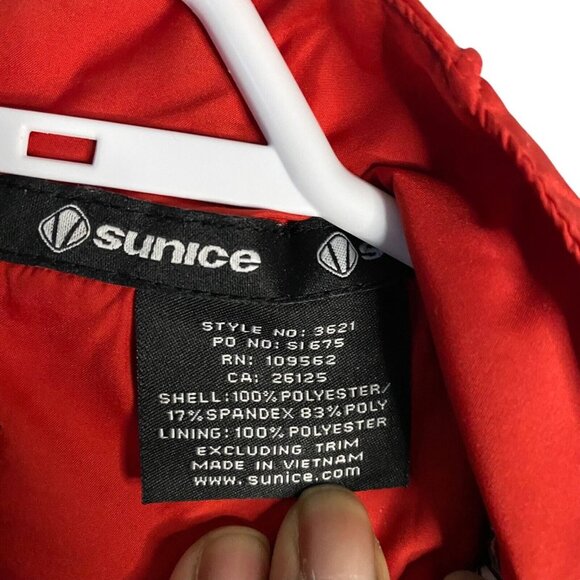 sunice s
STYLE NO: 3621
PO NO: SI675
RN: 109562
CA: 26125
SHELL:100% POLYESTER/
17% SPANDEX 83% POLY
LINING: 100% POLYESTER
EXCLUDING TRIM
MADE IN VIETNAM
www.sunice.com